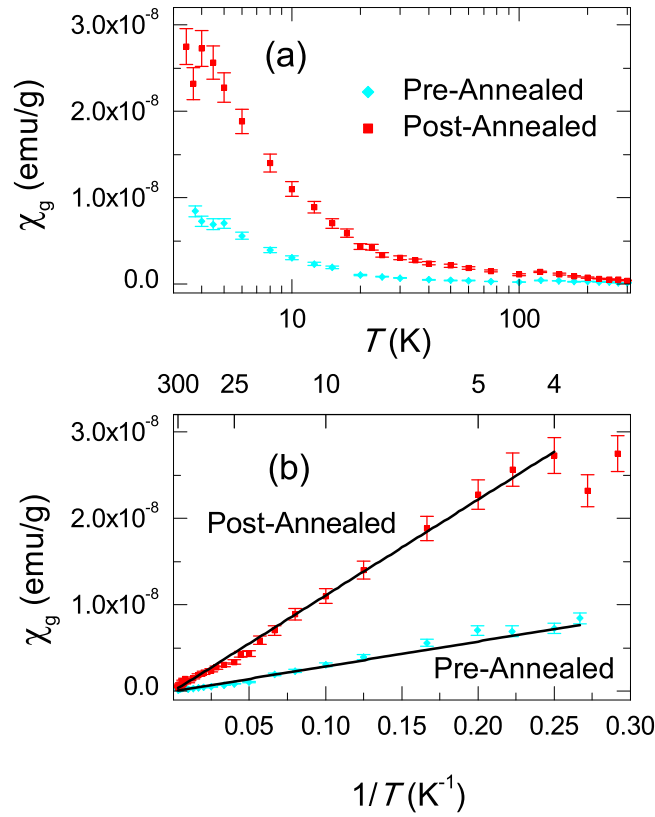 3.0x10⁻⁸
(a)
Pre-Annealed
Post-Annealed
2.0x10⁻⁸
1.0x10⁻⁸
0.0
χg (emu/g)
10 100
T (K)
300 25 10 5 4
3.0x10⁻⁸
(b)
2.0x10⁻⁸
Post-Annealed
1.0x10⁻⁸
Pre-Annealed
0.0
χg (emu/g)
0.05 0.10 0.15 0.20 0.25 0.30
1/T (K⁻¹)